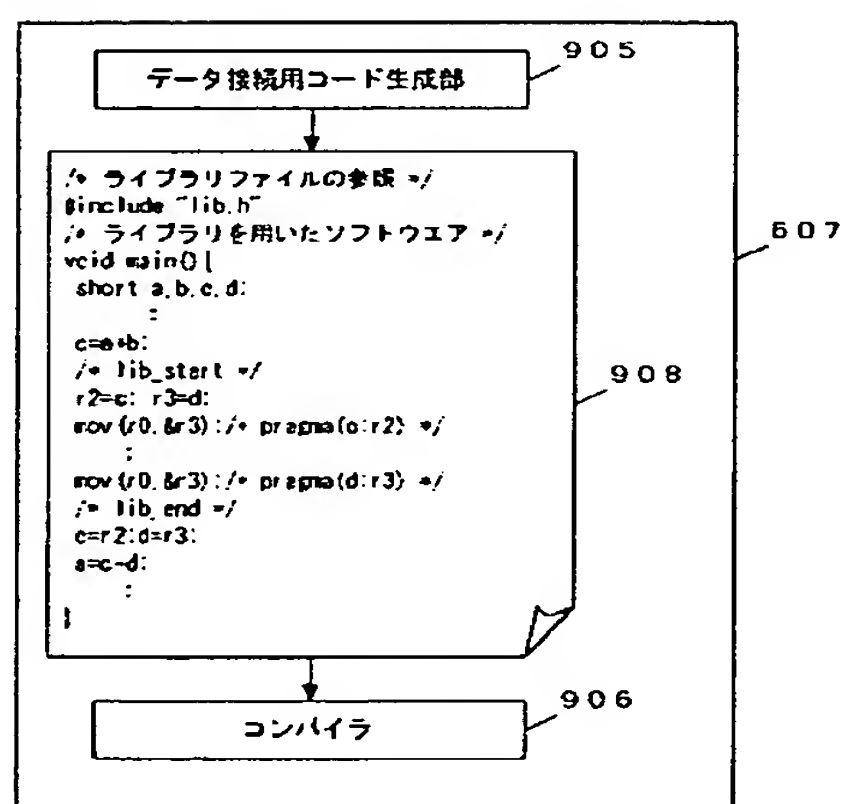 905
データ接続用コード生成部
/* ライブラリファイルの参照 */
#include "lib.h"
/* ライブラリを用いたソフトウエア */
void main(){
short a,b,c,d;
:
c=a+b;
/* lib_start */
r2=c; r3=d;
mov(r0,&r3);/* pragma(c:r2) */
:
mov(r0,&r3);/* pragma(d:r3) */
/* lib_end */
c=r2;d=r3;
a=c-d;
:
}
607
908
906
コンパイラ